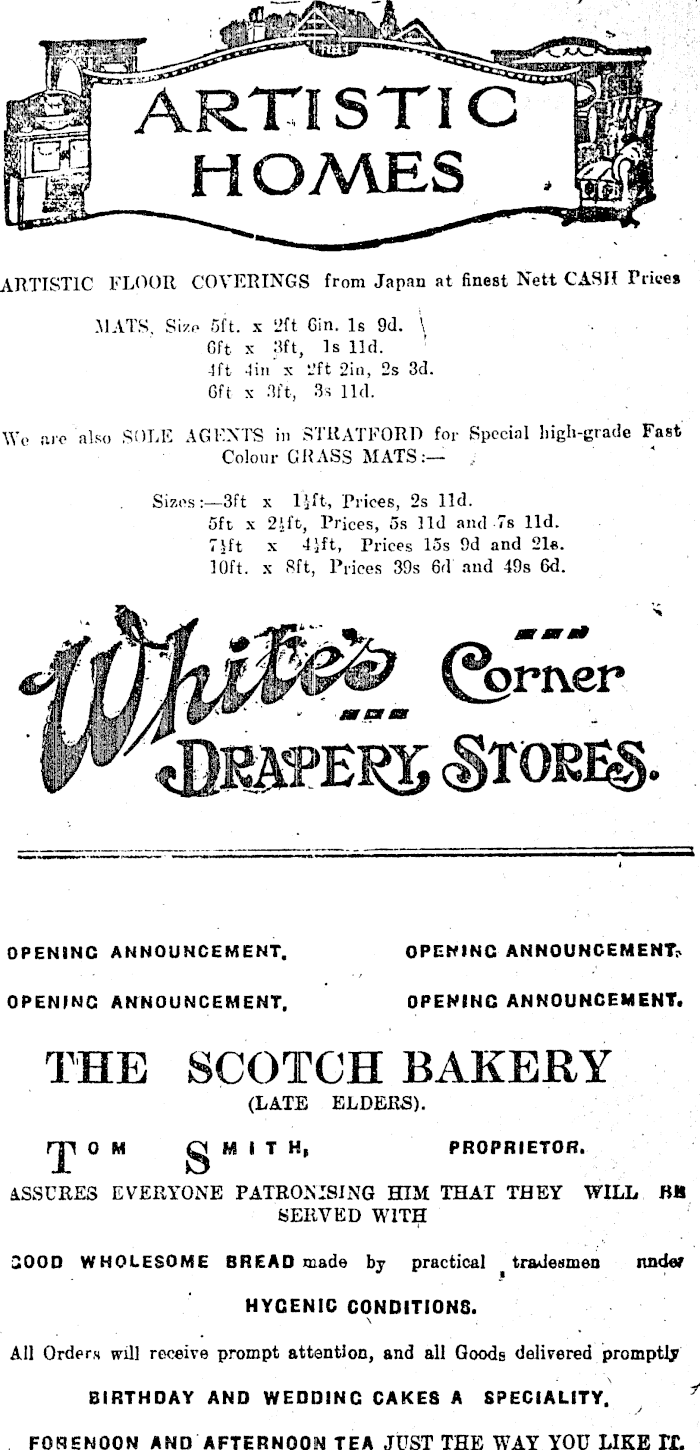 ARTISTIC
HOMES
ARTISTIC FLOOR COVERINGS from Japan at finest Nett CASH Prices
MATS, Size 5ft. x 2ft 6in. 1s 9d.
6ft x 3ft, 1s 11d.
4ft 4in x 2ft 2in, 2s 3d.
6ft x 3ft, 3s 11d.
We are also SOLE AGENTS in STRATFORD for Special high-grade Fast
Colour GRASS MATS:—
Sizes:—3ft x 1½ft, Prices, 2s 11d.
5ft x 2½ft, Prices, 5s 11d and 7s 11d.
7½ft x 4½ft, Prices 15s 9d and 21s.
10ft. x 8ft, Prices 39s 6d and 49s 6d.
White's Corner
DRAPERY STORES.
OPENING ANNOUNCEMENT. OPENING ANNOUNCEMENT.
OPENING ANNOUNCEMENT. OPENING ANNOUNCEMENT.
THE SCOTCH BAKERY
(LATE ELDERS).
TOM SMITH, PROPRIETOR.
ASSURES EVERYONE PATRONISING HIM THAT THEY WILL BE
SERVED WITH
GOOD WHOLESOME BREAD made by practical tradesmen under
HYGENIC CONDITIONS.
All Orders will receive prompt attention, and all Goods delivered promptly
BIRTHDAY AND WEDDING CAKES A SPECIALITY.
FORENOON AND AFTERNOON TEA JUST THE WAY YOU LIKE IT.